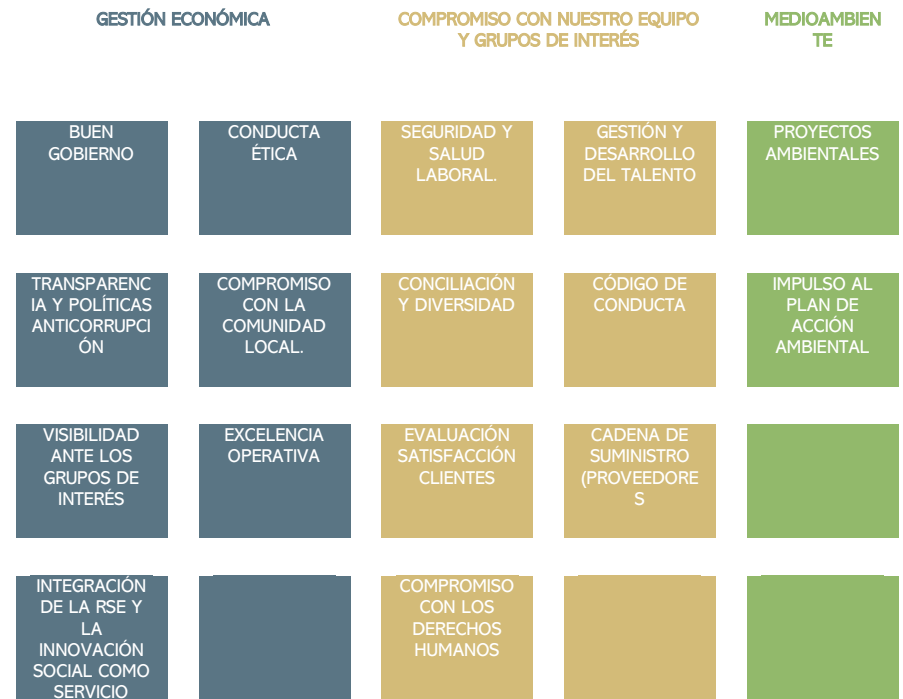 GESTIÓN ECONÓMICA
COMPROMISO CON NUESTRO EQUIPO
Y GRUPOS DE INTERÉS
MEDIOAMBIEN
TE
BUEN
GOBIERNO
CONDUCTA
ÉTICA
SEGURIDAD Y
SALUD
LABORAL.
GESTIÓN Y
DESARROLLO
DEL TALENTO
PROYECTOS
AMBIENTALES
TRANSPARENC
IA Y POLÍTICAS
ANTICORRUPCI
ÓN
COMPROMISO
CON LA
COMUNIDAD
LOCAL.
CONCILIACIÓN
Y DIVERSIDAD
CÓDIGO DE
CONDUCTA
IMPULSO AL
PLAN DE
ACCIÓN
AMBIENTAL
VISIBILIDAD
ANTE LOS
GRUPOS DE
INTERÉS
EXCELENCIA
OPERATIVA
EVALUACIÓN
SATISFACCIÓN
CLIENTES
CADENA DE
SUMINISTRO
(PROVEEDORE
S
INTEGRACIÓN
DE LA RSE Y
LA
INNOVACIÓN
SOCIAL COMO
SERVICIO
COMPROMISO
CON LOS
DERECHOS
HUMANOS